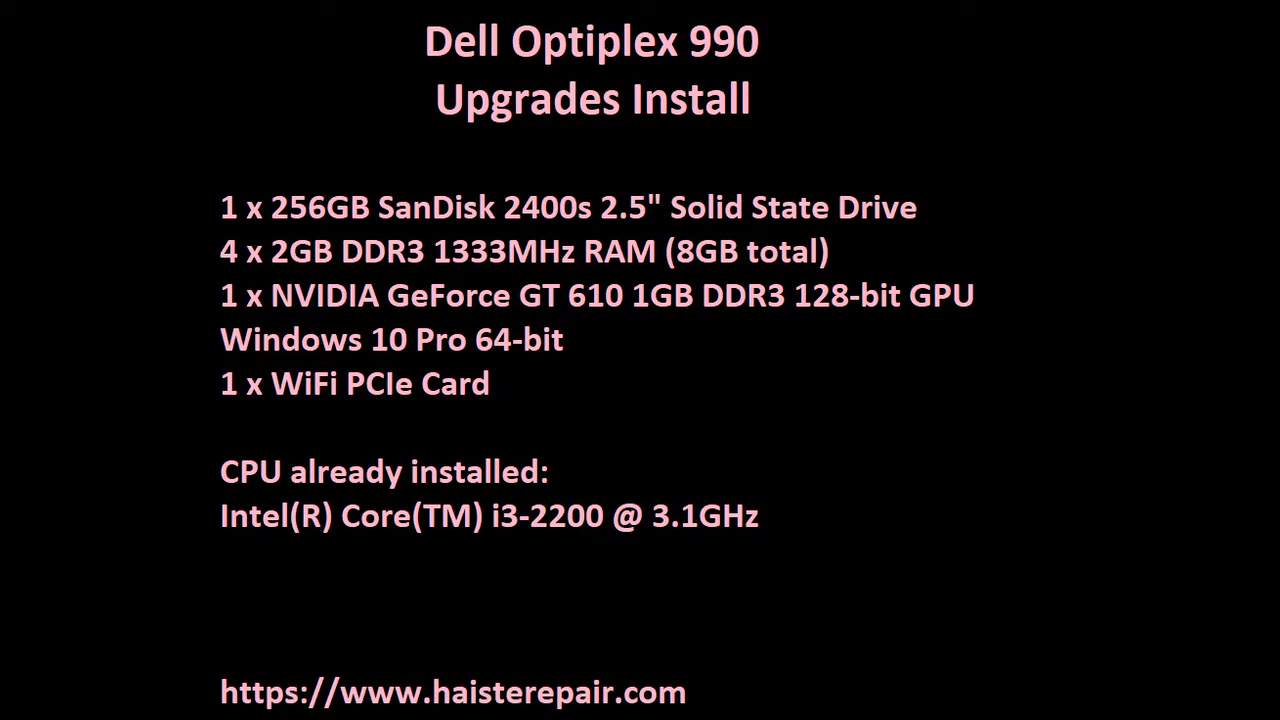 Dell Optiplex 990
Upgrades Install
1 x 256GB SanDisk 2400s 2.5" Solid State Drive
4 x 2GB DDR3 1333MHz RAM (8GB total)
1 x NVIDIA GeForce GT 610 1GB DDR3 128-bit GPU
Windows 10 Pro 64-bit
1 x WiFi PCIe Card
CPU already installed:
Intel(R) Core(TM) i3-2200 @ 3.1GHz
https://www.haisterepair.com